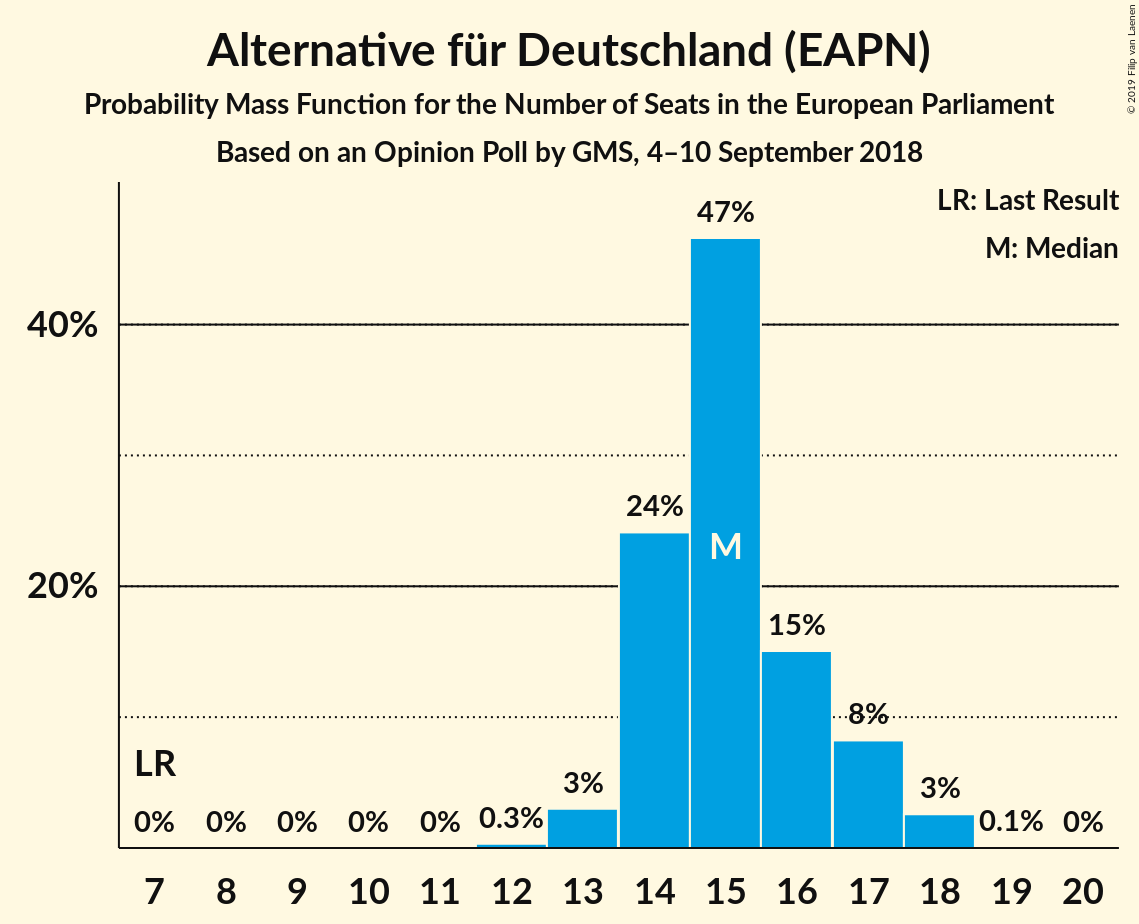 Alternative für Deutschland (EAPN)
Probability Mass Function for the Number of Seats in the European Parliament
Based on an Opinion Poll by GMS, 4–10 September 2018
© 2019 Filip van Laenen
LR: Last Result
M: Median
47%
40%
24%
M
20%
15%
8%
LR
0% 0% 0% 0% 0% 0.3% 3% 3% 0.1% 0%
7 8 9 10 11 12 13 14 15 16 17 18 19 20